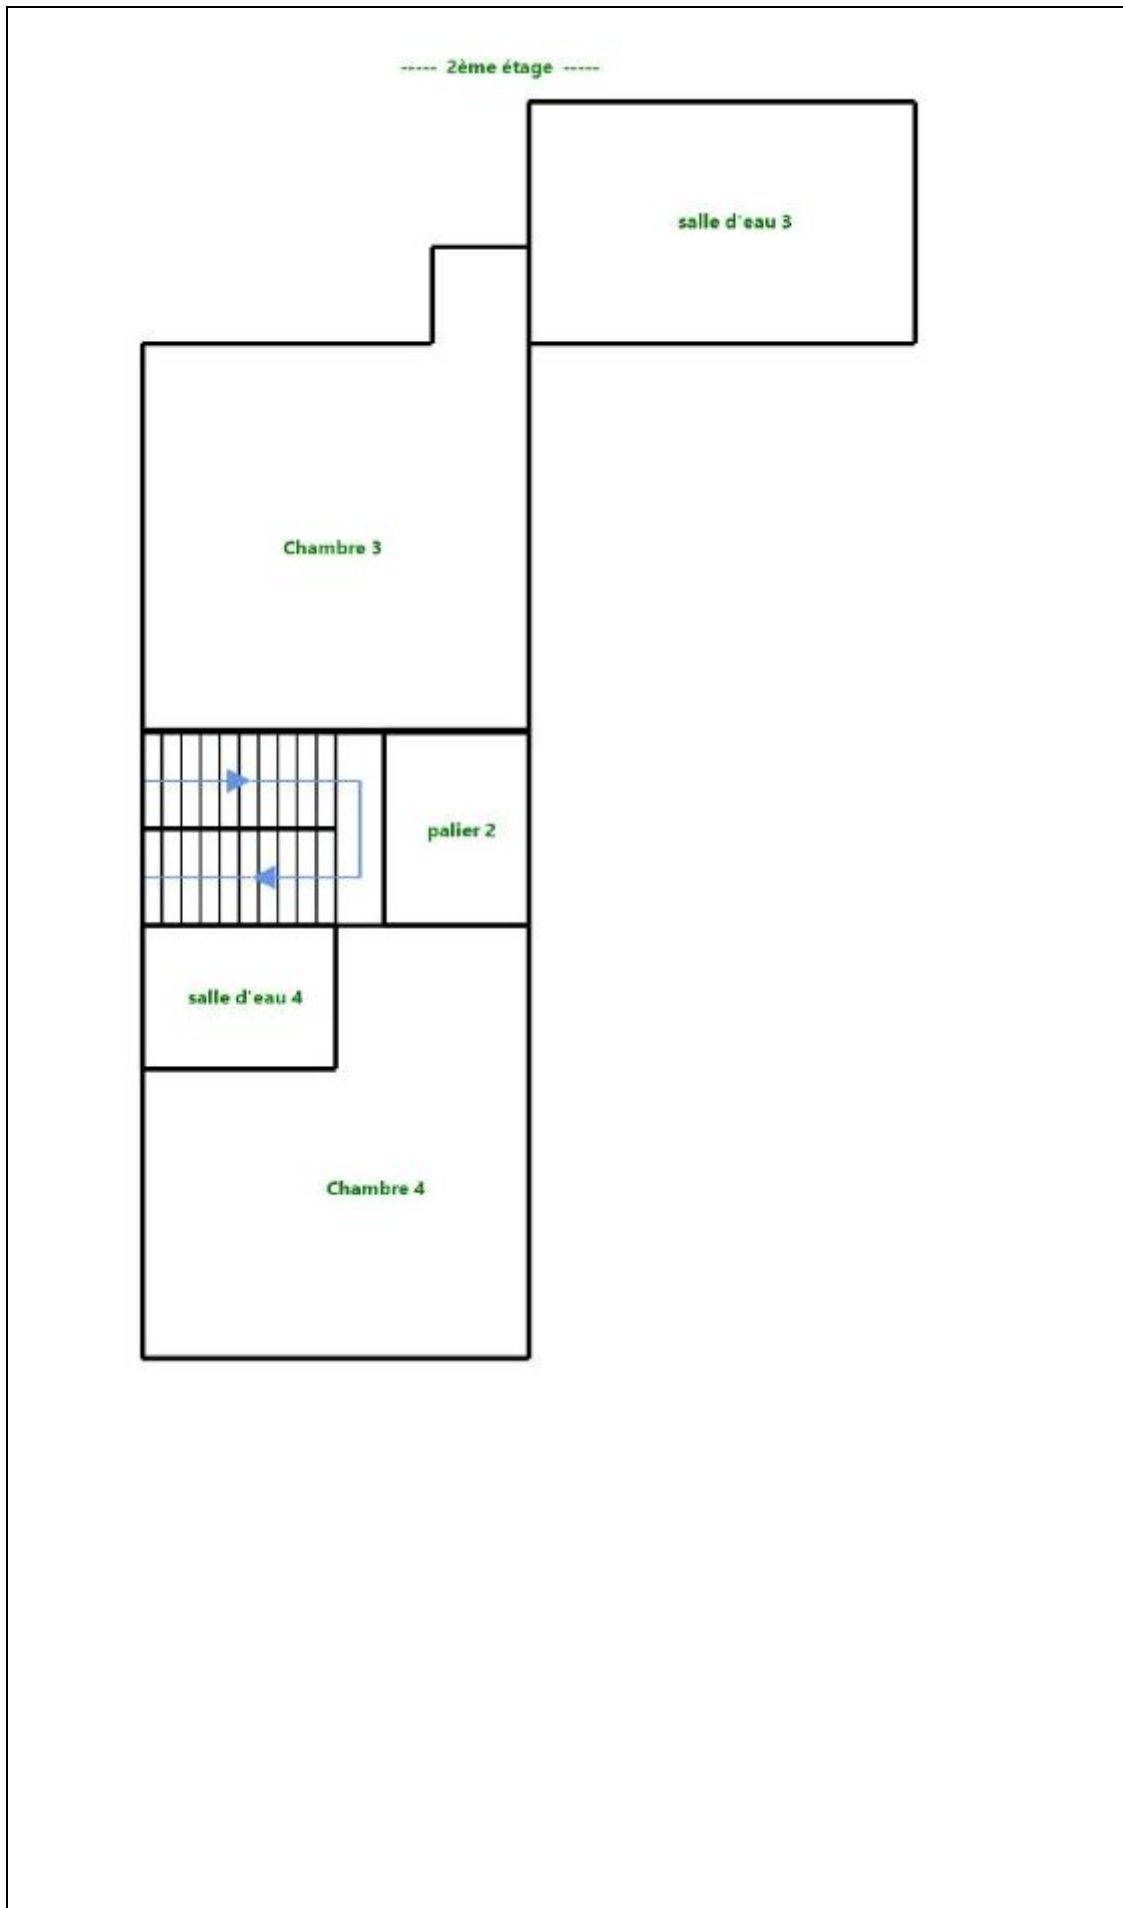 ----- 2ème étage -----
salle d'eau 3
Chambre 3
palier 2
salle d'eau 4
Chambre 4